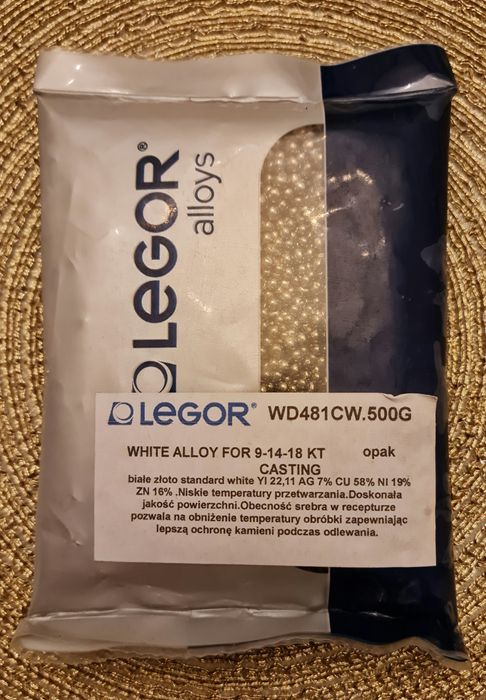 LEGOR®
alloys
LEGOR® WD481CW.500G
WHITE ALLOY FOR 9-14-18 KT opak
CASTING
białe złoto standard white YI 22,11 AG 7% CU 58% NI 19%
ZN 16% .Niskie temperatury przetwarzania.Doskonała
jakość powierzchni.Obecność srebra w recepturze
pozwala na obniżenie temperatury obróbki zapewniając
lepszą ochronę kamieni podczas odlewania.